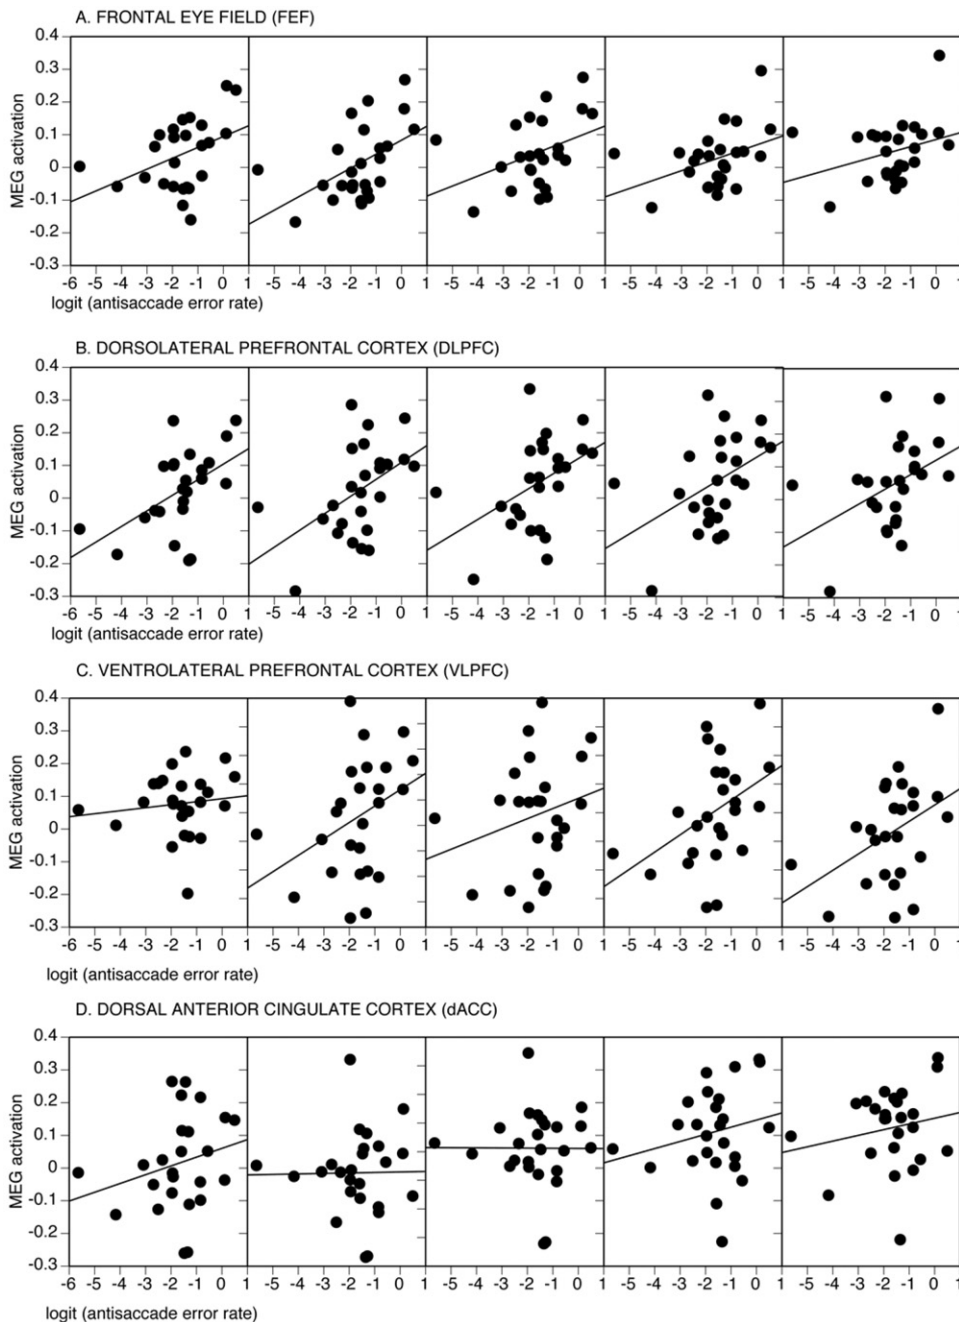 A. FRONTAL EYE FIELD (FEF)
0.4
0.3
0.2
0.1
0
-0.1
-0.2
-0.3
MEG activation
-6 -5 -4 -3 -2 -1 0 1 -5 -4 -3 -2 -1 0 1 -5 -4 -3 -2 -1 0 1 -5 -4 -3 -2 -1 0 1 -5 -4 -3 -2 -1 0 1
logit (antisaccade error rate)
B. DORSOLATERAL PREFRONTAL CORTEX (DLPFC)
0.4
0.3
0.2
0.1
0
-0.1
-0.2
-0.3
MEG activation
-6 -5 -4 -3 -2 -1 0 1 -5 -4 -3 -2 -1 0 1 -5 -4 -3 -2 -1 0 1 -5 -4 -3 -2 -1 0 1 -5 -4 -3 -2 -1 0 1
logit (antisaccade error rate)
C. VENTROLATERAL PREFRONTAL CORTEX (VLPFC)
0.4
0.3
0.2
0.1
0
-0.1
-0.2
-0.3
MEG activation
-6 -5 -4 -3 -2 -1 0 1 -5 -4 -3 -2 -1 0 1 -5 -4 -3 -2 -1 0 1 -5 -4 -3 -2 -1 0 1 -5 -4 -3 -2 -1 0 1
logit (antisaccade error rate)
D. DORSAL ANTERIOR CINGULATE CORTEX (dACC)
0.4
0.3
0.2
0.1
0
-0.1
-0.2
-0.3
MEG activation
-6 -5 -4 -3 -2 -1 0 1 -5 -4 -3 -2 -1 0 1 -5 -4 -3 -2 -1 0 1 -5 -4 -3 -2 -1 0 1 -5 -4 -3 -2 -1 0 1
logit (antisaccade error rate)